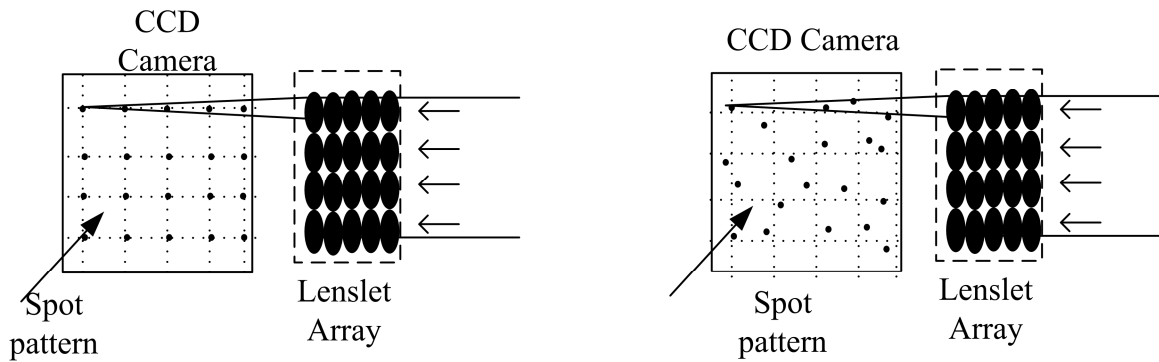 CCD
Camera
Spot
pattern
Lenslet
Array
CCD Camera
Spot
pattern
Lenslet
Array